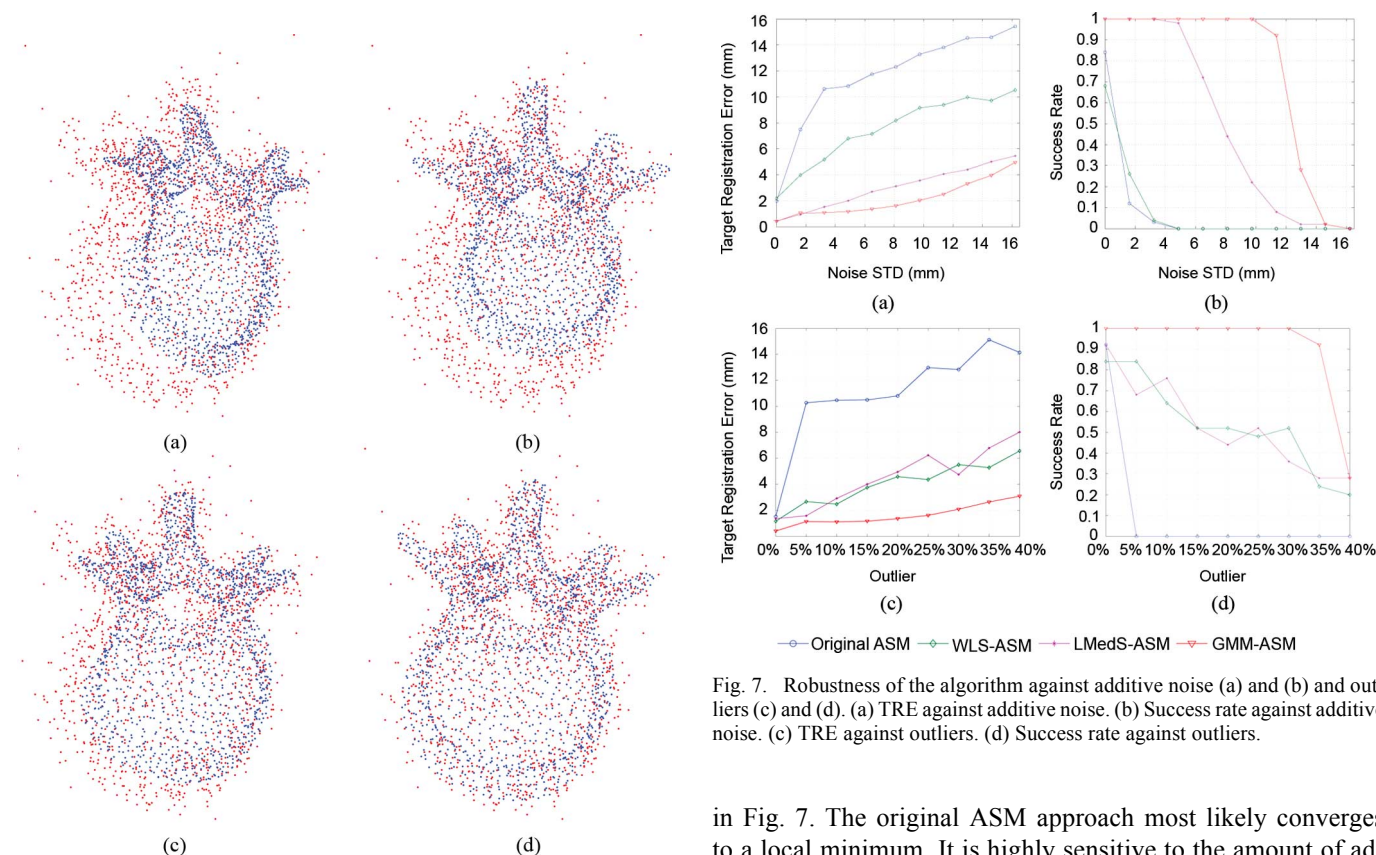 (a)
(b)
(c)
(d)
Target Registration Error (mm)
16
14
12
10
8
6
4
2
0
0 2 4 6 8 10 12 14 16
Noise STD (mm)
(a)
Success Rate
1
0.9
0.8
0.7
0.6
0.5
0.4
0.3
0.2
0.1
0
0 2 4 6 8 10 12 14 16
Noise STD (mm)
(b)
Target Registration Error (mm)
16
14
12
10
8
6
4
2
0% 5% 10% 15% 20% 25% 30% 35% 40%
Outlier
(c)
Success Rate
1
0.9
0.8
0.7
0.6
0.5
0.4
0.3
0.2
0.1
0
0% 5% 10% 15% 20% 25% 30% 35% 40%
Outlier
(d)
Original ASM WLS-ASM LMedS-ASM GMM-ASM
Fig. 7. Robustness of the algorithm against additive noise (a) and (b) and out-
liers (c) and (d). (a) TRE against additive noise. (b) Success rate against additive
noise. (c) TRE against outliers. (d) Success rate against outliers.
in Fig. 7. The original ASM approach most likely converges
to a local minimum. It is highly sensitive to the amount of ad-